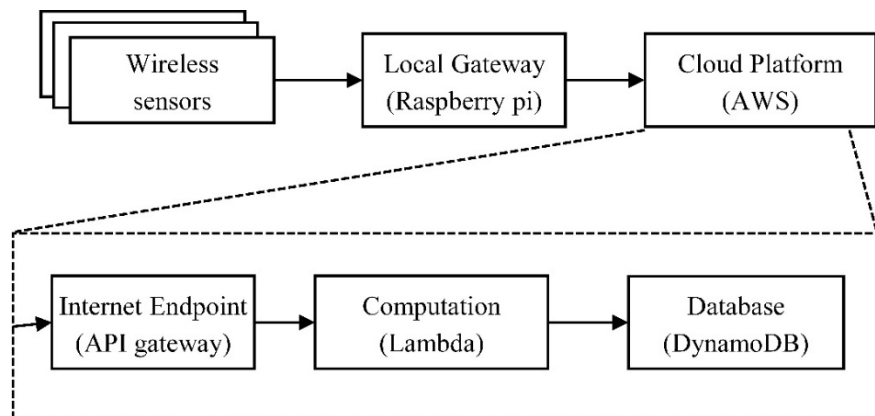 Wireless
sensors
Local Gateway
(Raspberry pi)
Cloud Platform
(AWS)
Internet Endpoint
(API gateway)
Computation
(Lambda)
Database
(DynamoDB)